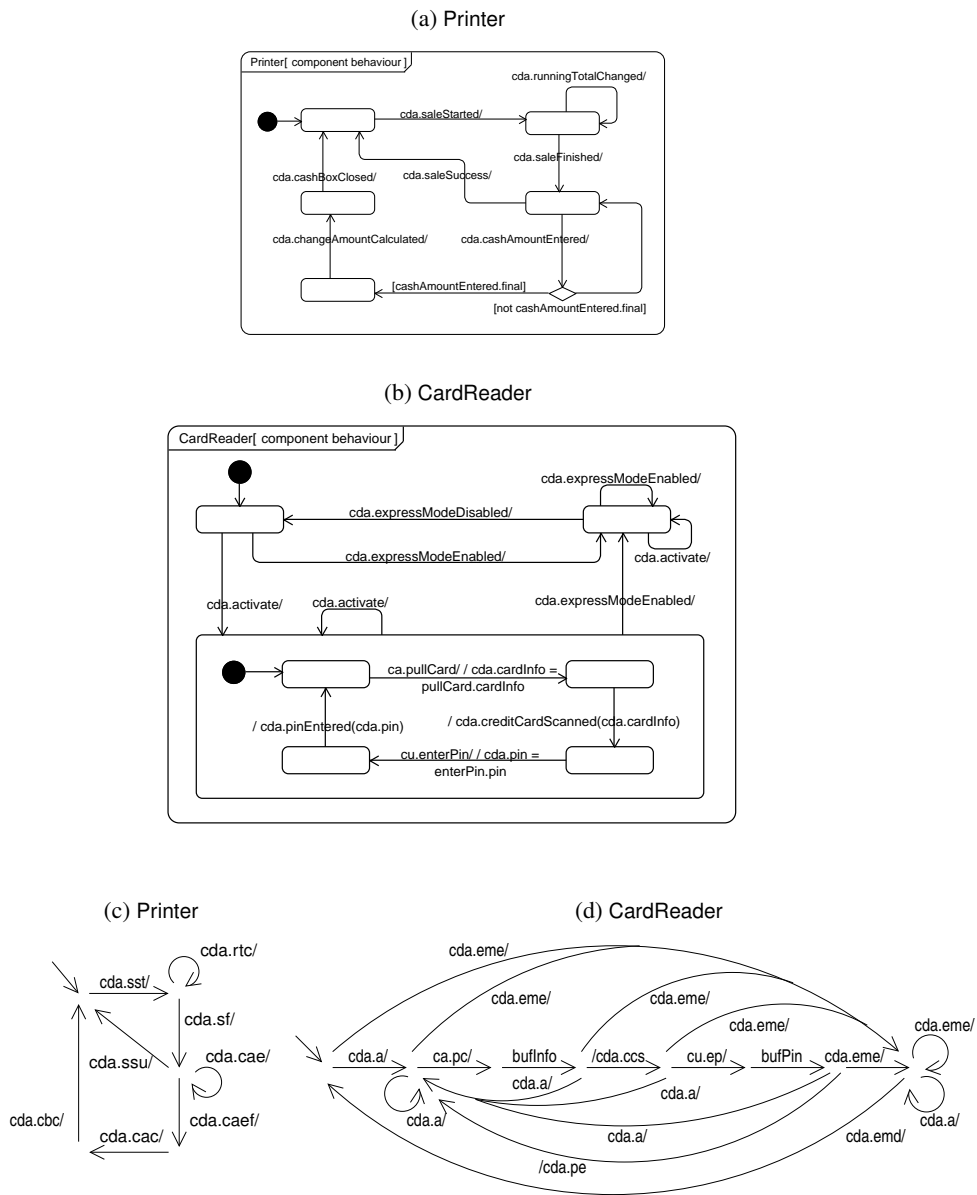 (a) Printer
Printer[ component behaviour ]
cda.runningTotalChanged/
cda.saleStarted/
cda.saleFinished/
cda.cashBoxClosed/
cda.saleSuccess/
cda.changeAmountCalculated/
cda.cashAmountEntered/
[cashAmountEntered.final]
[not cashAmountEntered.final]
(b) CardReader
CardReader[ component behaviour ]
cda.expressModeEnabled/
cda.expressModeDisabled/
cda.expressModeEnabled/
cda.activate/
cda.activate/
cda.activate/
cda.expressModeEnabled/
ca.pullCard/ / cda.cardInfo =
pullCard.cardInfo
/ cda.pinEntered(cda.pin)
/ cda.creditCardScanned(cda.cardInfo)
cu.enterPin/ / cda.pin =
enterPin.pin
(c) Printer
cda.rtc/
cda.sst/
cda.sf/
cda.ssu/
cda.cae/
cda.cbc/
cda.caef/
cda.cac/
(d) CardReader
cda.eme/
cda.eme/
cda.eme/
cda.eme/
cda.eme/
cda.a/
ca.pc/
bufInfo
/cda.ccs
cu.ep/
bufPin
cda.eme/
cda.a/
cda.a/
cda.a/
cda.a/
cda.a/
cda.emd/
/cda.pe